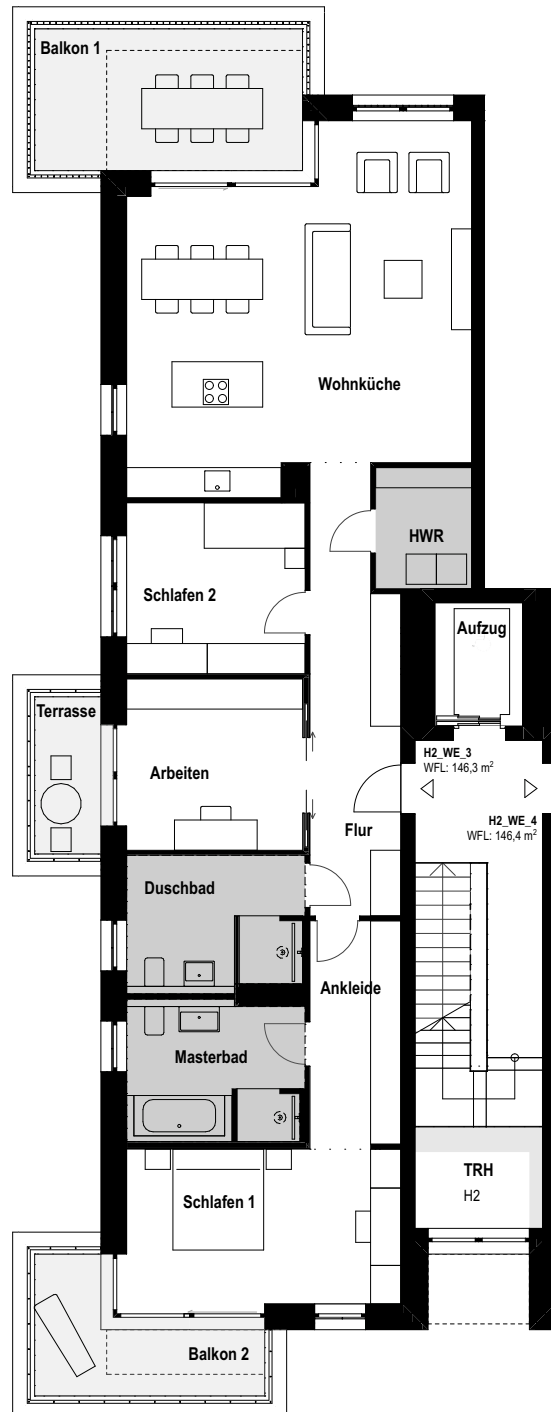 Balkon 1
Wohnküche
HWR
Schlafen 2
Aufzug
Terrasse
H2_WE_3
WFL: 146,3 m²
Arbeiten
H2_WE_4
WFL: 146,4 m²
Flur
Duschbad
Ankleide
Masterbad
TRH
H2
Schlafen 1
Balkon 2